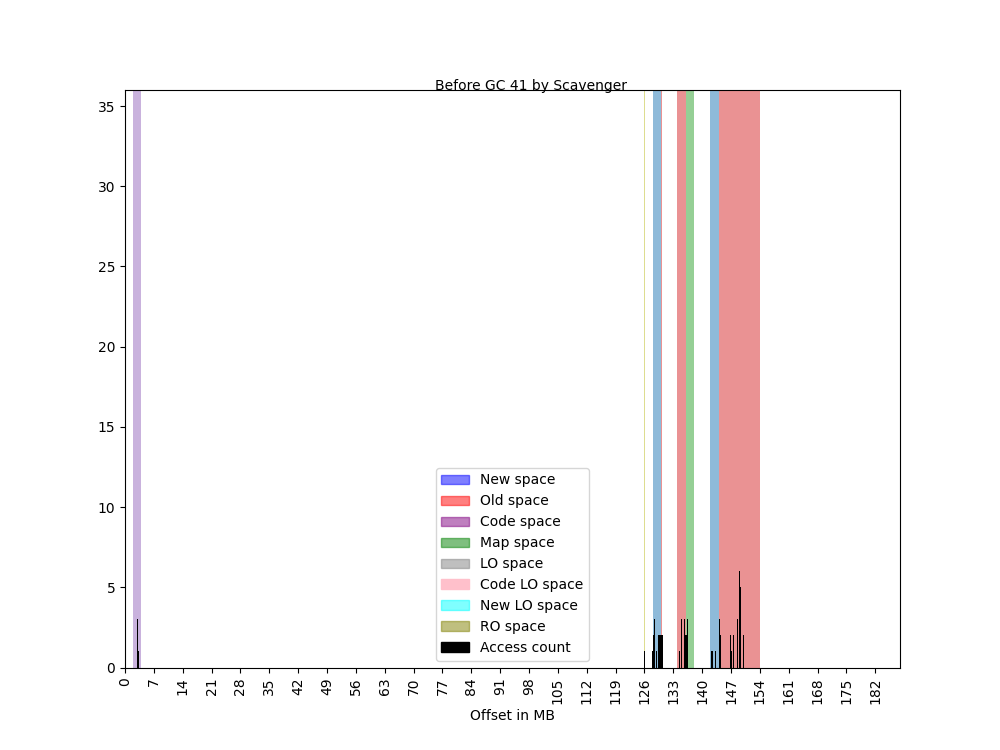 Before GC 41 by Scavenger
35
30
25
20
15
10
5
0
New space
Old space
Code space
Map space
LO space
Code LO space
New LO space
RO space
Access count
0 7 14 21 28 35 42 49 56 63 70 77 84 91 98 105 112 119 126 133 140 147 154 161 168 175 182
Offset in MB